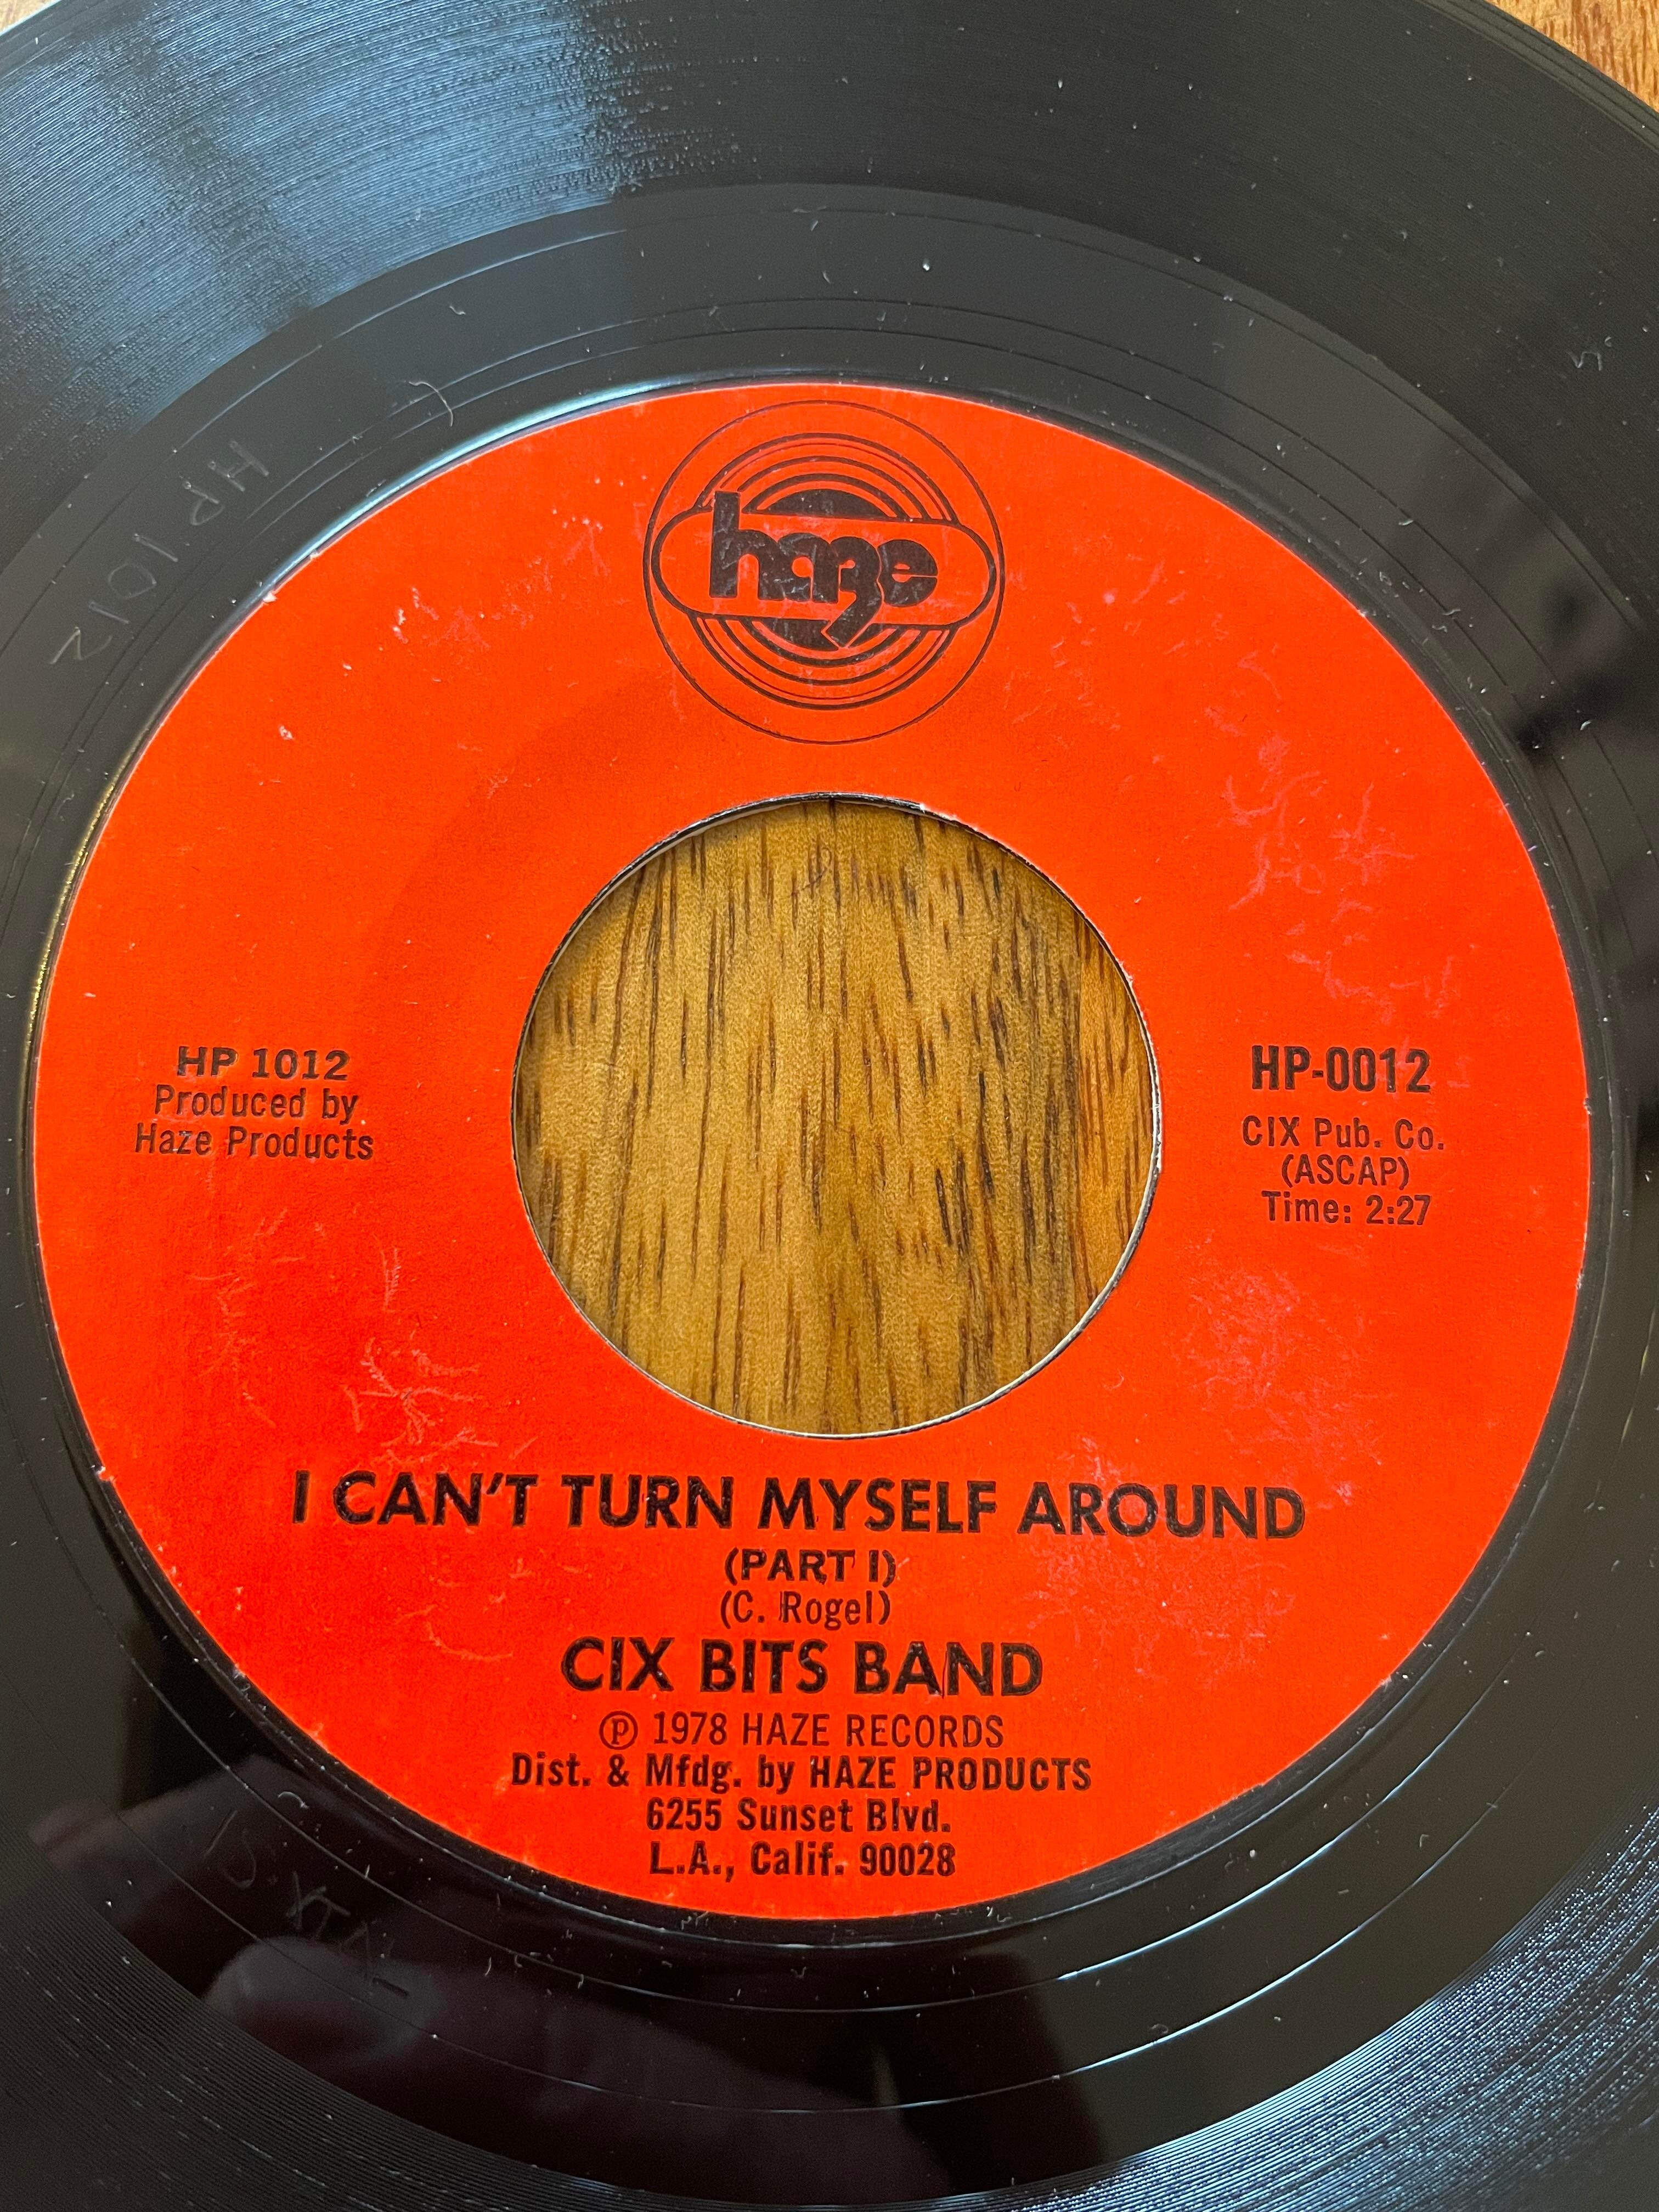 haze
HP 1012
HP 1012
Produced by
Haze Products
HP-0012
CIX Pub. Co.
(ASCAP)
Time: 2:27
I CAN'T TURN MYSELF AROUND
(PART I)
(C. Rogel)
CIX BITS BAND
℗ 1978 HAZE RECORDS
Dist. & Mfdg. by HAZE PRODUCTS
6255 Sunset Blvd.
L.A., Calif. 90028